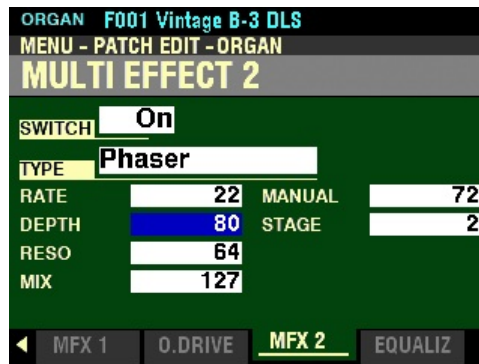 ORGAN F001 Vintage B-3 DLS
MENU - PATCH EDIT - ORGAN
MULTI EFFECT 2
SWITCH On
TYPE Phaser
RATE 22 MANUAL 72
DEPTH 80 STAGE 2
RESO 64
MIX 127
MFX 1 O.DRIVE MFX 2 EQUALIZ